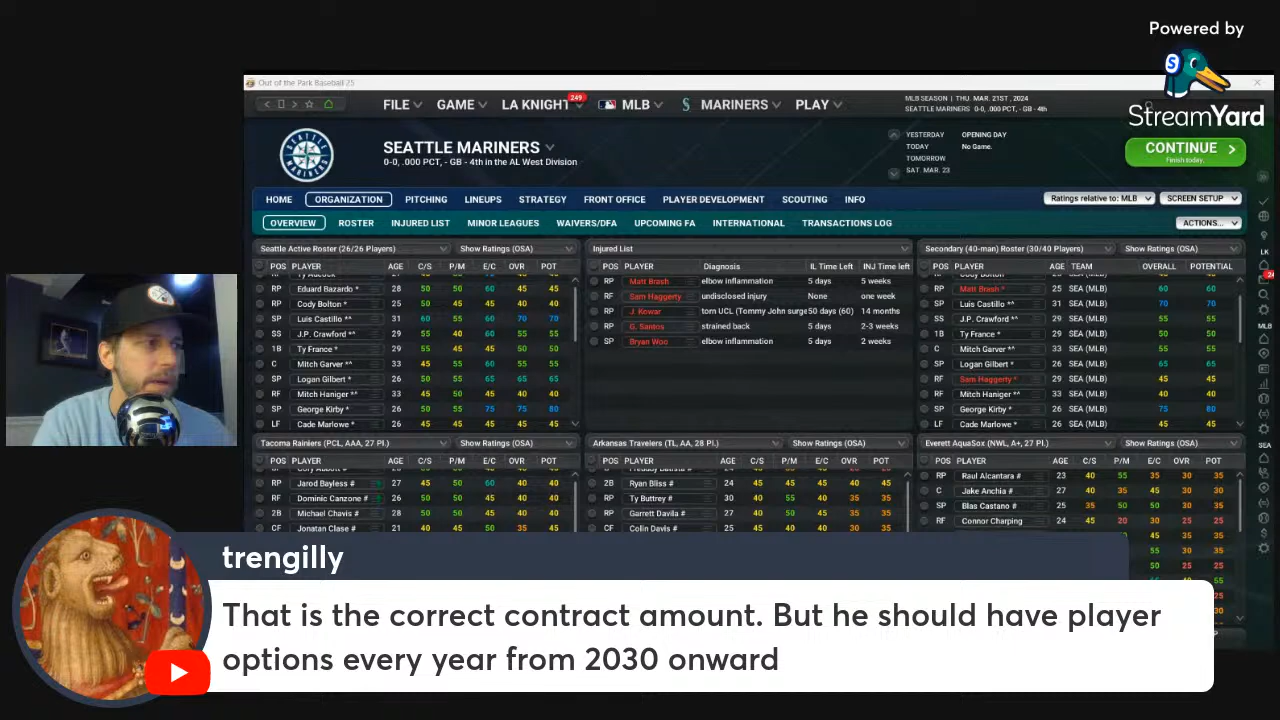 Powered by
StreamYard
Out of the Park Baseball 25
FILE GAME LA KNIGHT 249 MLB MARINERS PLAY
MLB SEASON | THU. MAR. 21ST, 2024
SEATTLE MARINERS 0-0, .000 PCT, - GB - 4th
SEATTLE MARINERS
0-0, .000 PCT, - GB - 4th in the AL West Division
YESTERDAY OPENING DAY
TODAY No Game.
TOMORROW
SAT. MAR. 23
CONTINUE
Finish today.
HOME ORGANIZATION PITCHING LINEUPS STRATEGY FRONT OFFICE PLAYER DEVELOPMENT SCOUTING INFO
Ratings relative to: MLB SCREEN SETUP
OVERVIEW ROSTER INJURED LIST MINOR LEAGUES WAIVERS/DFA UPCOMING FA INTERNATIONAL TRANSACTIONS LOG
ACTIONS...
Seattle Active Roster (26/26 Players) Show Ratings (OSA)
POS PLAYER AGE C/S P/M E/C OVR POT
RP Eduard Bazardo * 28 50 50 60 45 45
RP Cody Bolton * 25 50 45 45 40 40
SP Luis Castillo *^ 31 60 55 60 70 70
SS J.P. Crawford *^ 29 55 40 60 55 55
1B Ty France * 29 55 45 45 50 50
C Mitch Garver *^ 33 45 55 60 55 55
SP Logan Gilbert * 26 50 55 65 65 65
RF Mitch Haniger *^ 33 45 50 50 40 40
SP George Kirby * 26 50 55 75 75 80
LF Cade Marlowe * 26 45 45 45 45 45
Injured List
POS PLAYER Diagnosis IL Time Left INJ Time left
RP Matt Brash elbow inflammation 5 days 5 weeks
RF Sam Haggerty undisclosed injury None one week
RP J. Kowar torn UCL (Tommy John surge 50 days (60) 14 months
RP G. Santos strained back 5 days 2-3 weeks
SP Bryan Woo elbow inflammation 5 days 2 weeks
Secondary (40-man) Roster (30/40 Players) Show Ratings (OSA)
POS PLAYER AGE TEAM OVERALL POTENTIAL
RP Matt Brash * 25 SEA (MLB) 60 60
SP Luis Castillo *^ 31 SEA (MLB) 70 70
SS J.P. Crawford *^ 29 SEA (MLB) 55 55
1B Ty France * 29 SEA (MLB) 50 50
C Mitch Garver *^ 33 SEA (MLB) 55 55
SP Logan Gilbert * 26 SEA (MLB) 65 65
RF Sam Haggerty * 29 SEA (MLB) 45 45
RF Mitch Haniger *^ 33 SEA (MLB) 40 40
SP George Kirby * 26 SEA (MLB) 75 80
LF Cade Marlowe * 26 SEA (MLB) 45 45
Tacoma Rainiers (PCL, AAA, 27 Pl.) Show Ratings (OSA)
POS PLAYER AGE C/S P/M E/C OVR POT
RP Jarod Bayless # 27 45 50 60 40 40
RF Dominic Canzone # 26 50 50 45 40 40
2B Michael Chavis # 28 45 50 50 40 40
CF Jonatan Clase # 21 40 45 50 35 45
Arkansas Travelers (TL, AA, 28 Pl.) Show Ratings (OSA)
POS PLAYER AGE C/S P/M E/C OVR POT
2B Ryan Bliss # 24 45 45 45 40 45
RP Ty Buttrey # 30 40 55 40 35 35
RP Garrett Davila # 27 40 50 45 35 35
CF Colin Davis # 25 45 40 40 30 35
Everett AquaSox (NWL, A+, 27 Pl.) Show Ratings (OSA)
POS PLAYER AGE C/S P/M E/C OVR POT
RP Raul Alcantara # 23 40 55 35 30 35
C Jake Anchia # 27 40 35 45 30 30
SP Blas Castano # 25 35 50 50 30 35
RF Connor Charping 24 45 20 30 25 25
trengilly
That is the correct contract amount. But he should have player
options every year from 2030 onward